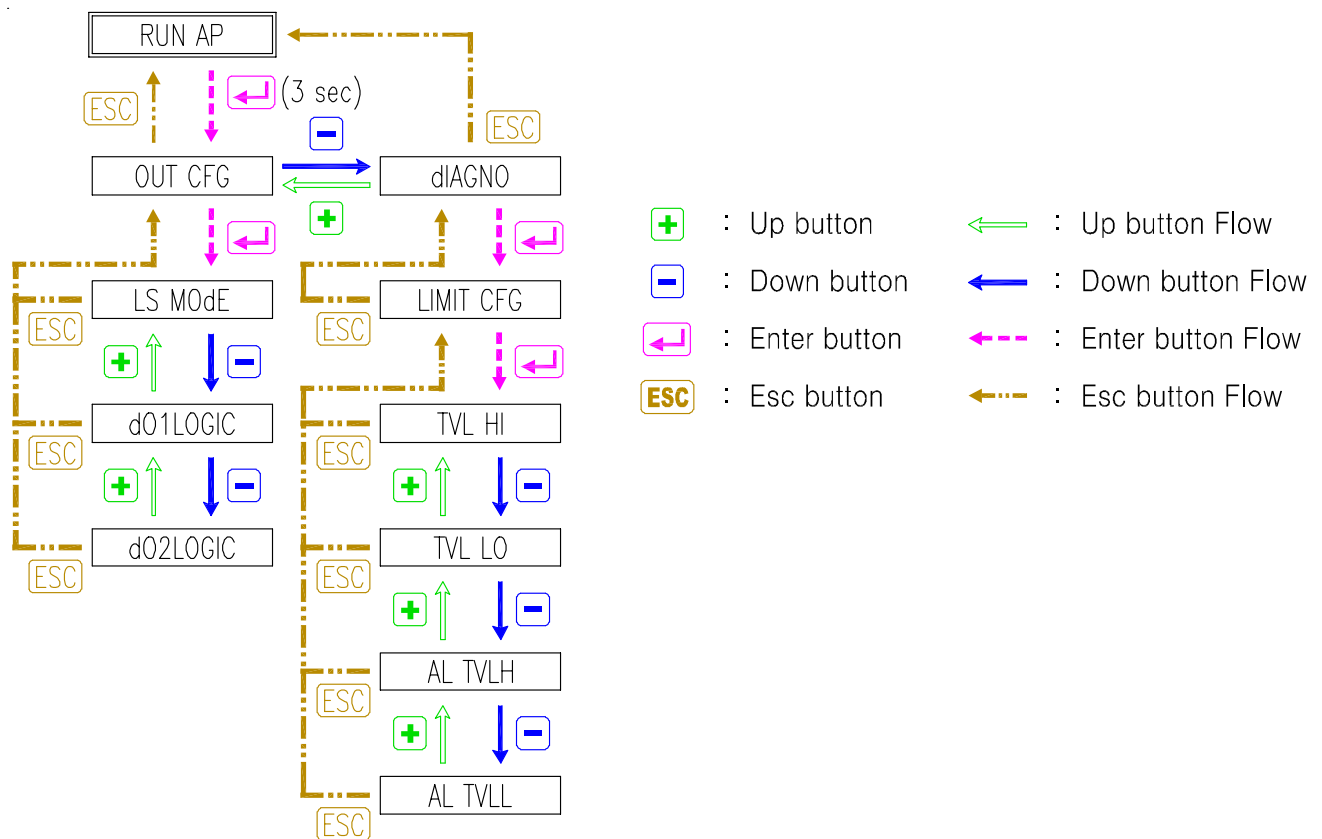 RUN AP
ESC
(3 sec)
ESC
OUT CFG
dIAGNO
: Up button
: Up button Flow
: Down button
: Down button Flow
LS MOdE
LIMIT CFG
ESC
ESC
: Enter button
: Enter button Flow
ESC : Esc button
: Esc button Flow
dO1LOGIC
TVL HI
ESC
ESC
dO2LOGIC
TVL LO
ESC
ESC
AL TVLH
ESC
AL TVLL
ESC